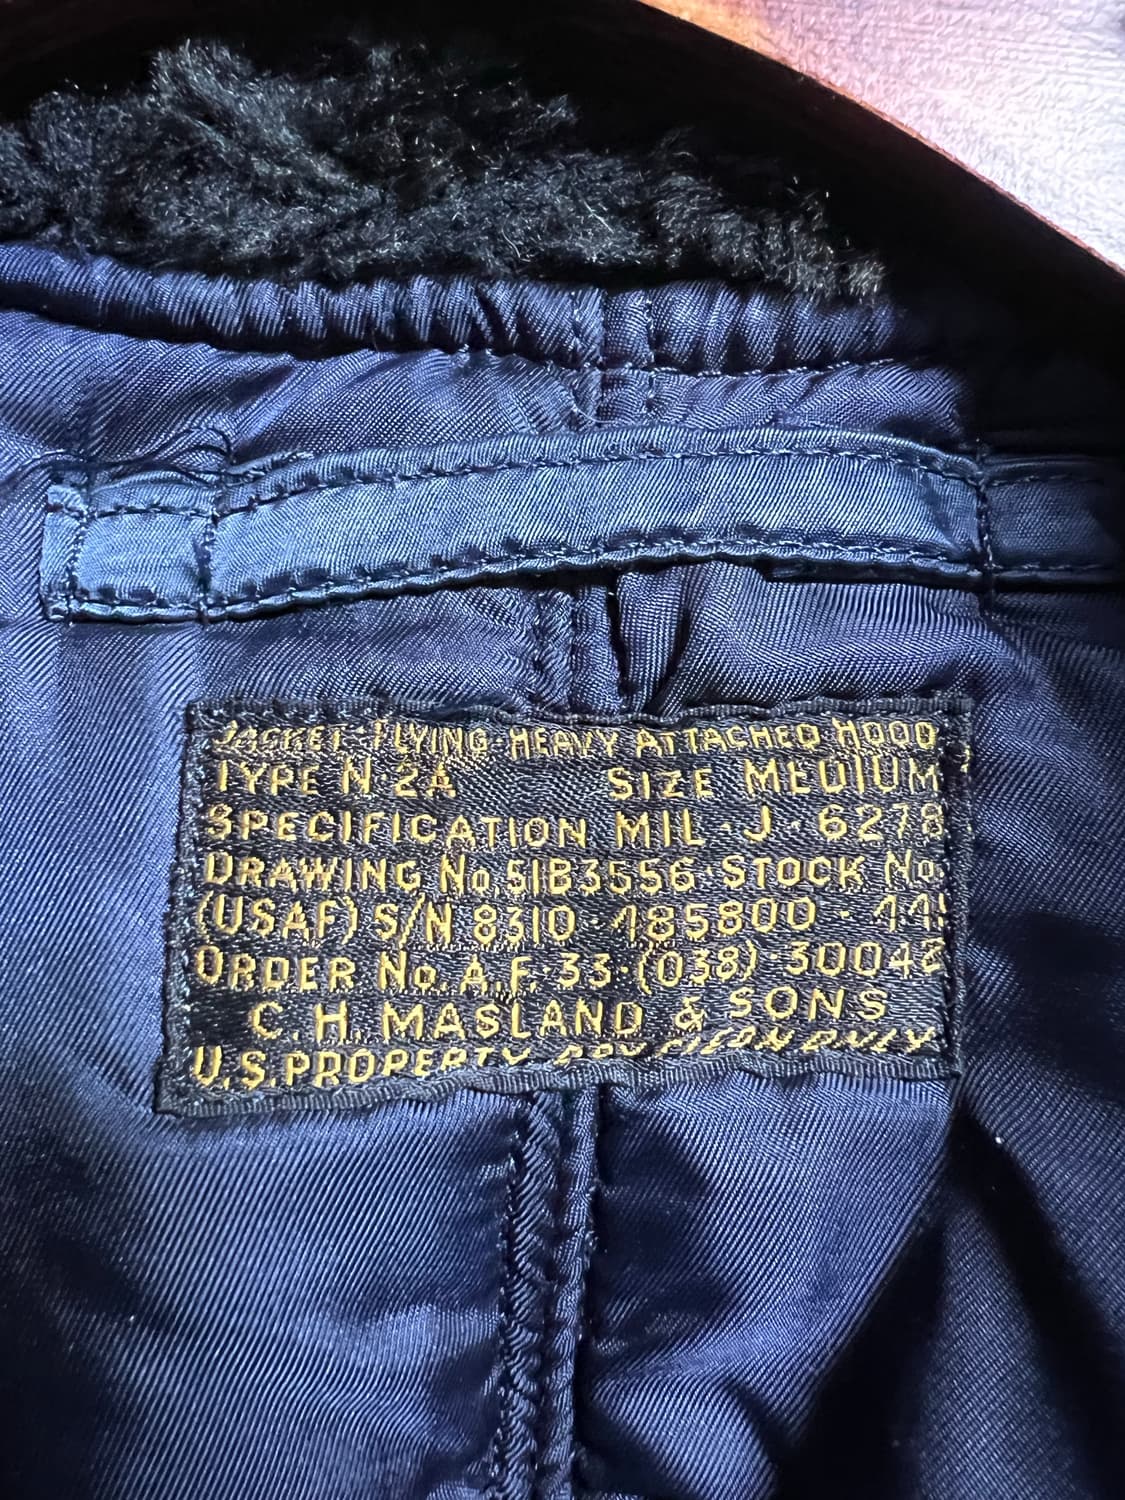 JACKET-FLYING-HEAVY ATTACHED HOOD
TYPE N-2A SIZE MEDIUM
SPECIFICATION MIL-J-6278
DRAWING No.51B3556-STOCK No.
(USAF) S/N 8310-485800-
ORDER No. A.F.-33-(038)-30042
C. H. MASLAND & SONS
U.S. PROPERTY ONLY